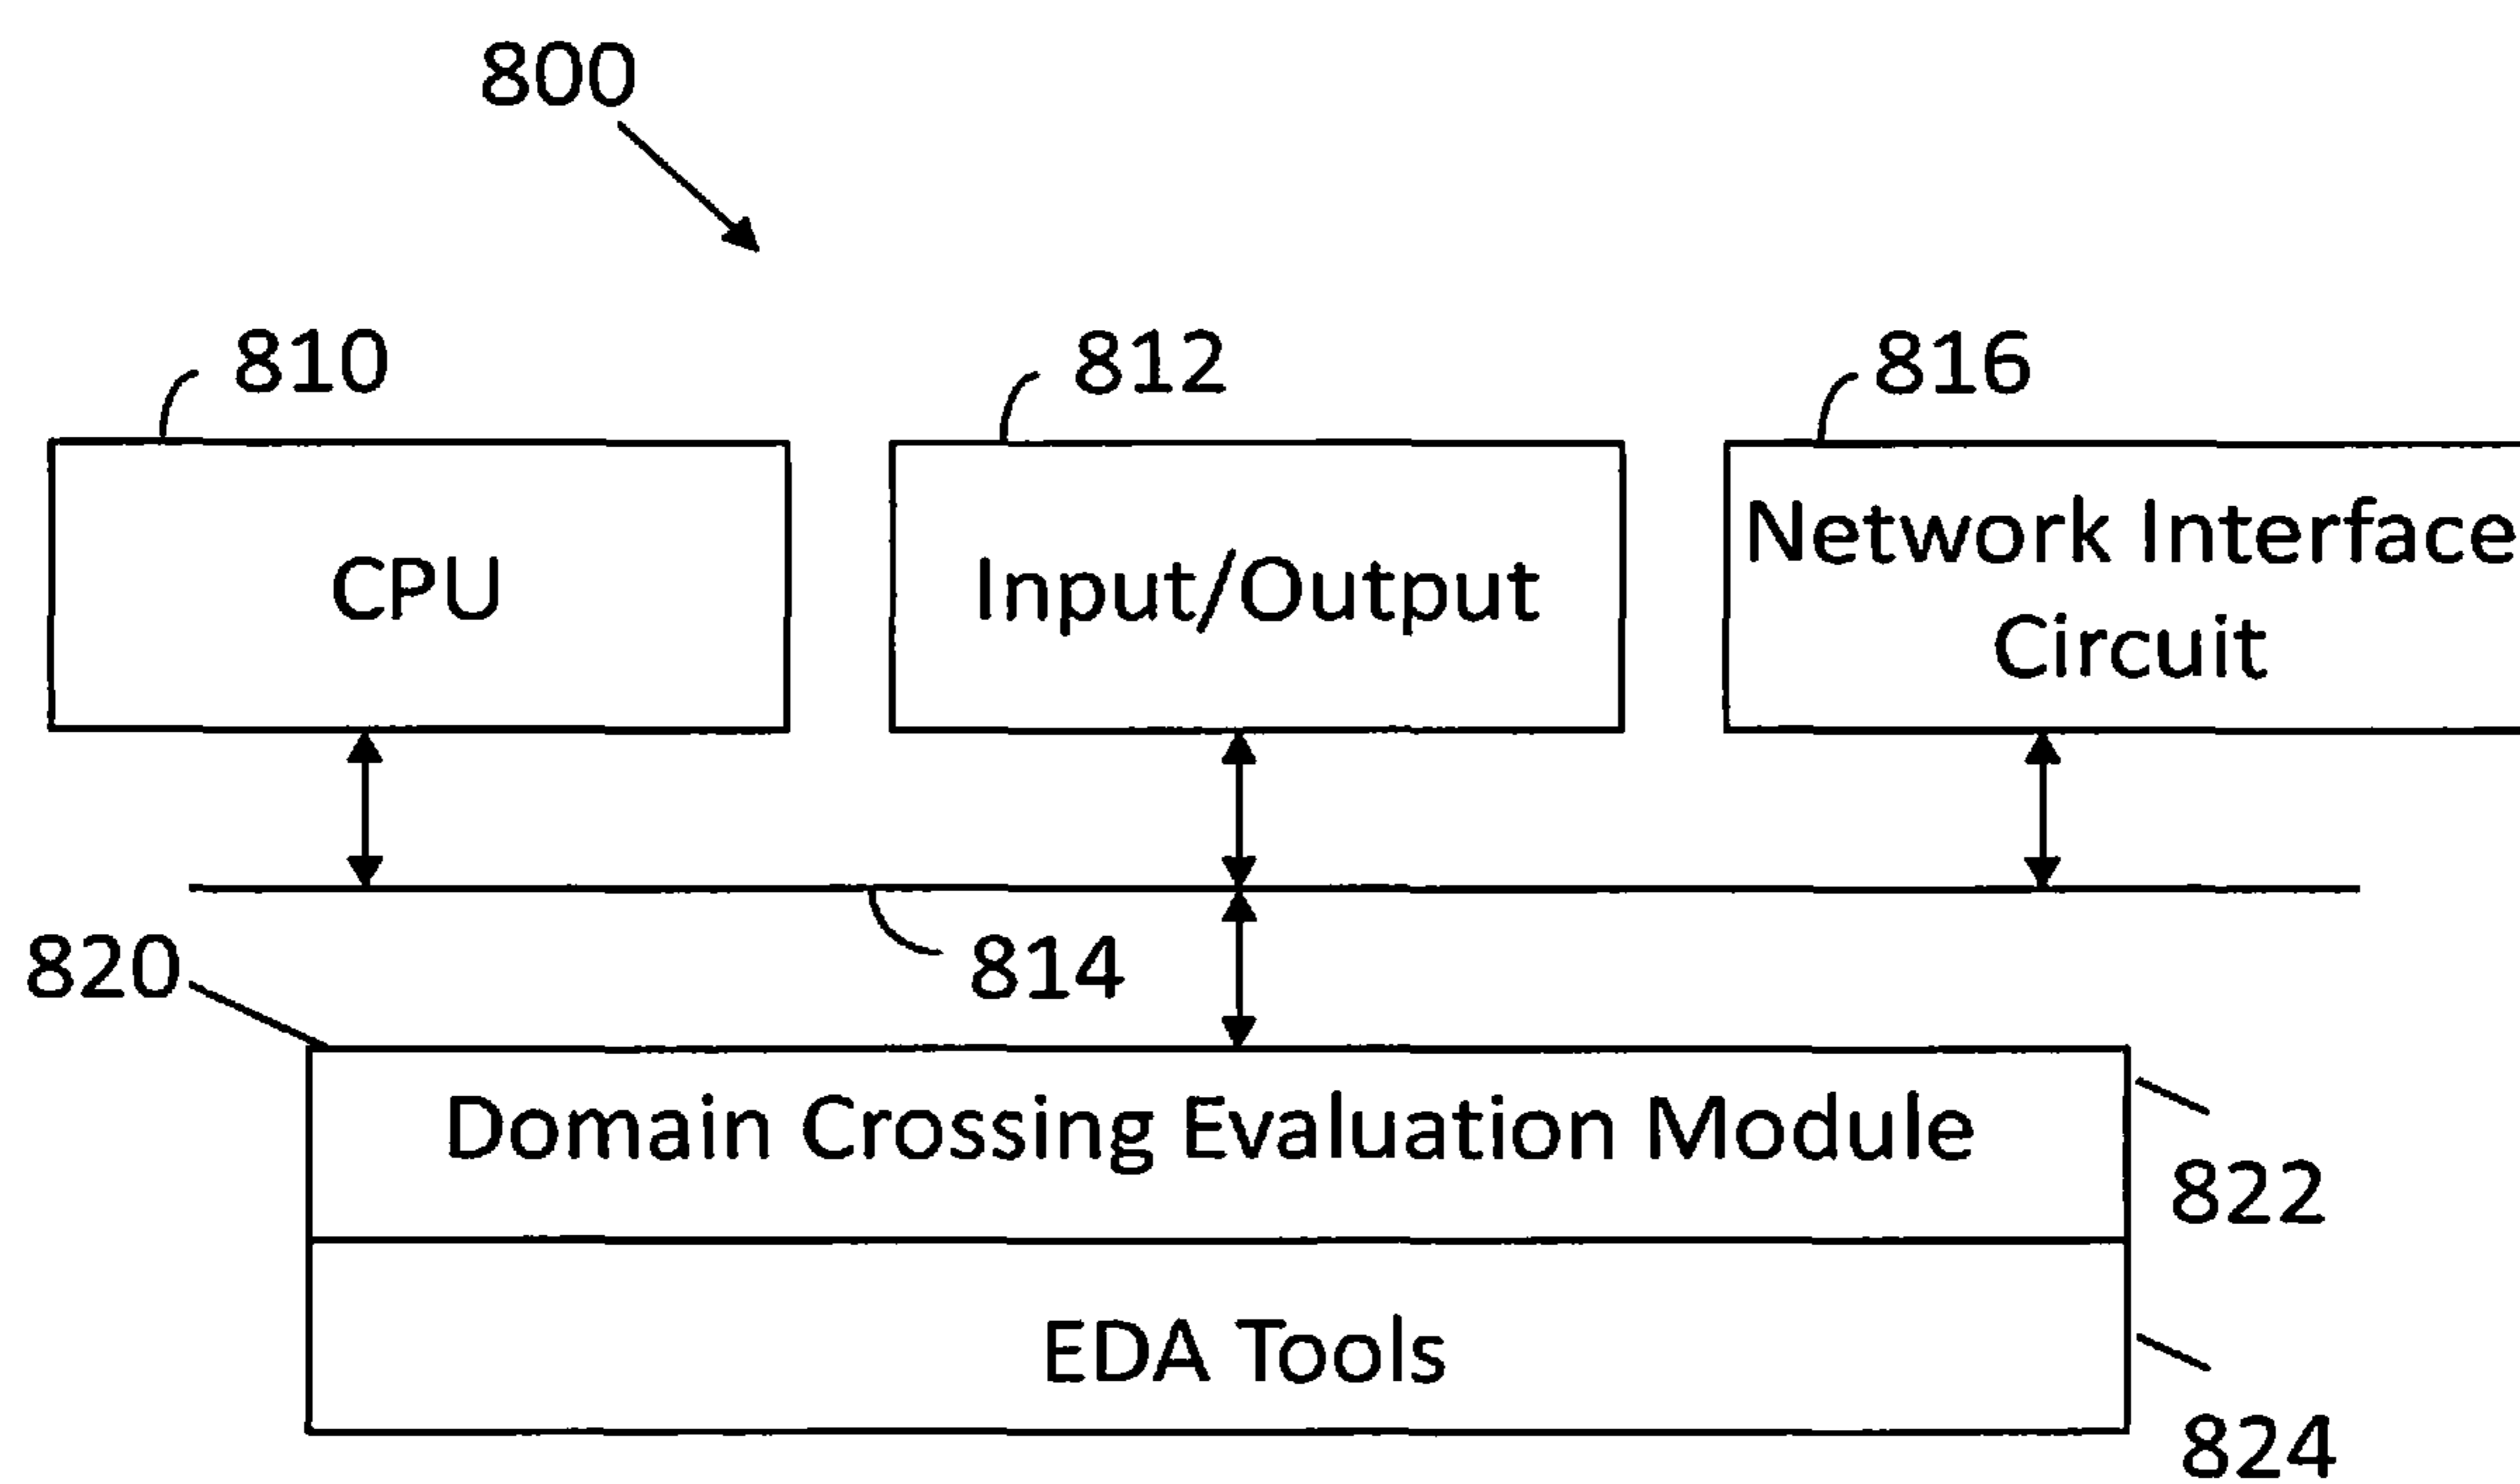 800
810
812
816
CPU
Input/Output
Network Interface
Circuit
820
814
Domain Crossing Evaluation Module
822
EDA Tools
824